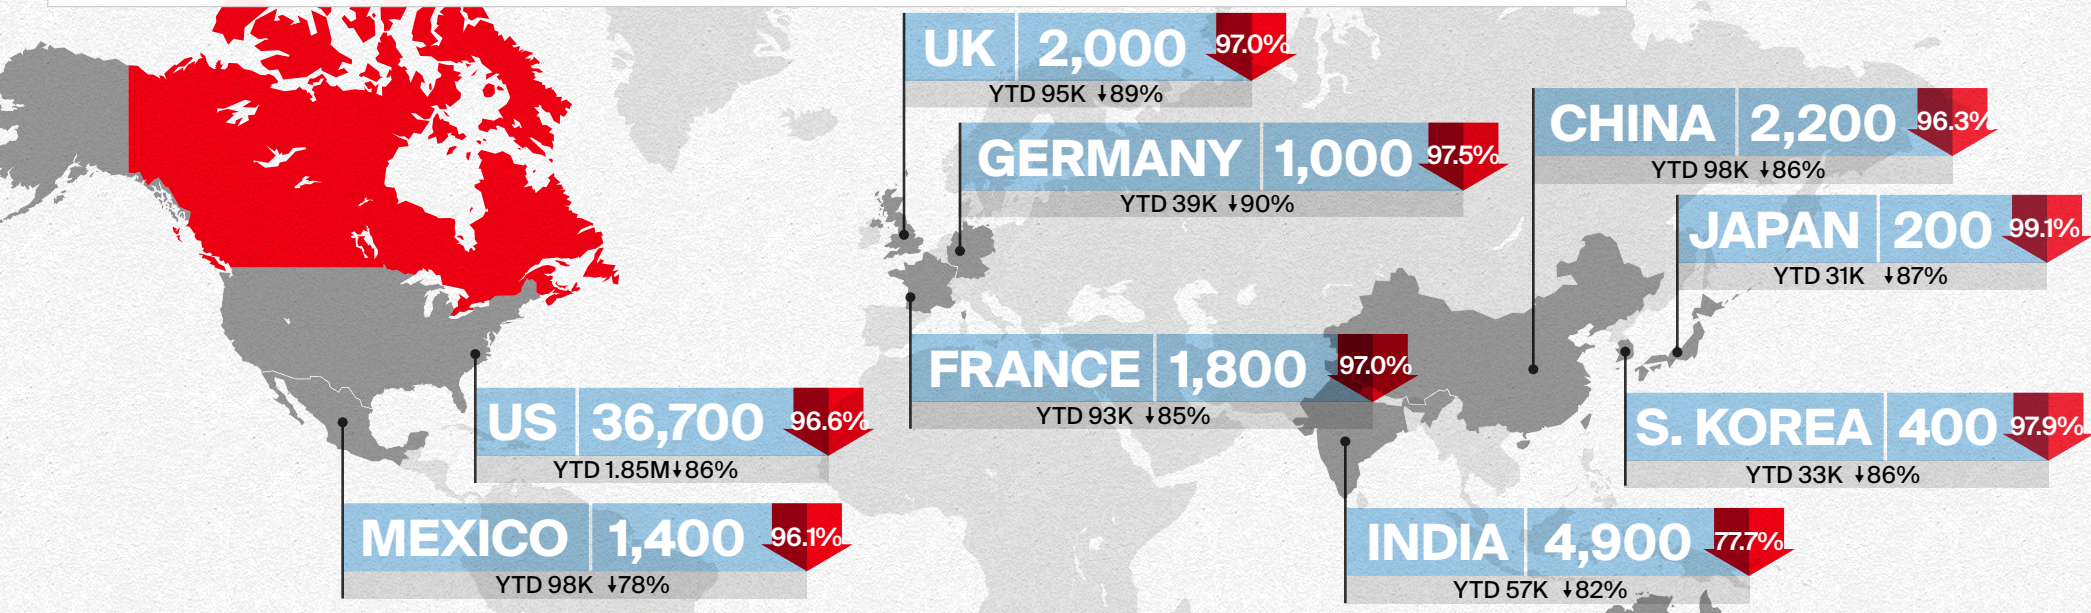 UK 2,000 97.0%
YTD 95K ↓89%
GERMANY 1,000 97.5%
YTD 39K ↓90%
CHINA 2,200 96.3%
YTD 98K ↓86%
JAPAN 200 99.1%
YTD 31K ↓87%
FRANCE 1,800 97.0%
YTD 93K ↓85%
US 36,700 96.6%
YTD 1.85M↓86%
S. KOREA 400 97.9%
YTD 33K ↓86%
MEXICO 1,400 96.1%
YTD 98K ↓78%
INDIA 4,900 77.7%
YTD 57K ↓82%